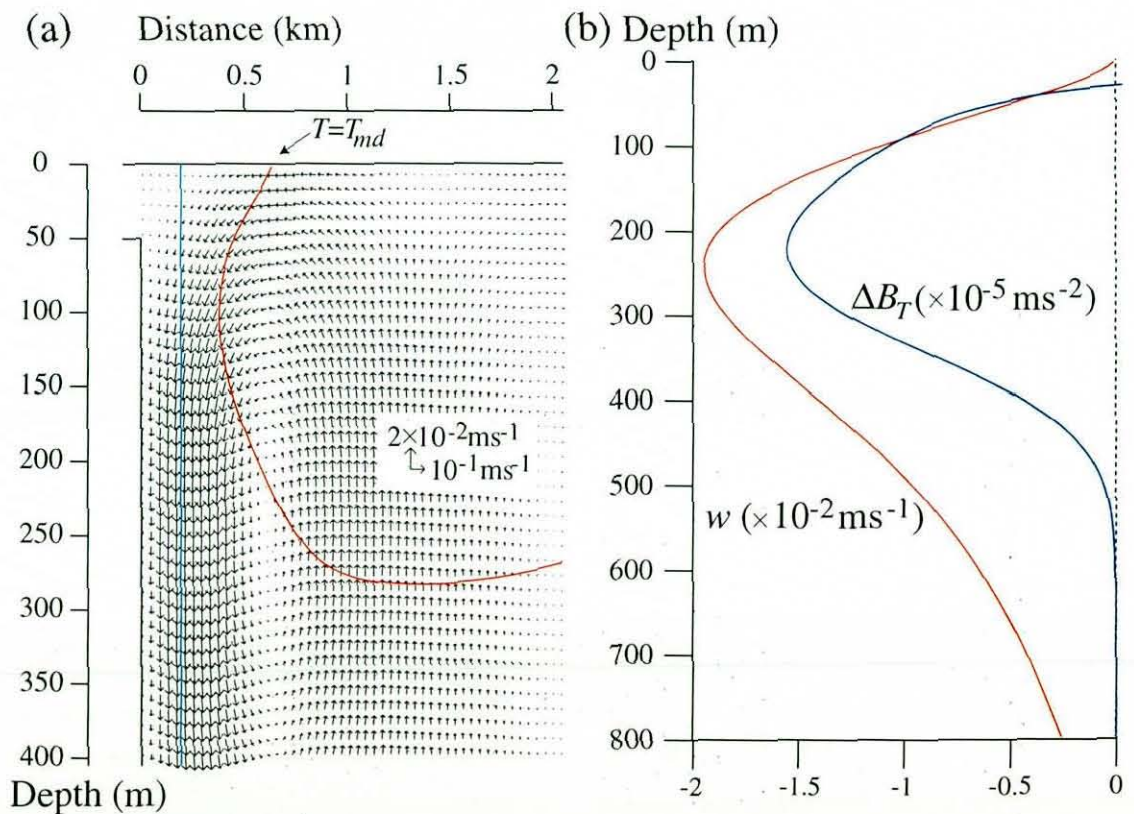 (a)
Distance (km)
0 0.5 1 1.5 2
T=Tmd
0
50
100
150
200
250
300
350
400
Depth (m)
2×10-2ms-1
10-1ms-1
(b) Depth (m)
0
100
200
300
400
500
600
700
800
ΔBT (×10-5 ms-2)
w (×10-2ms-1)
-2 -1.5 -1 -0.5 0